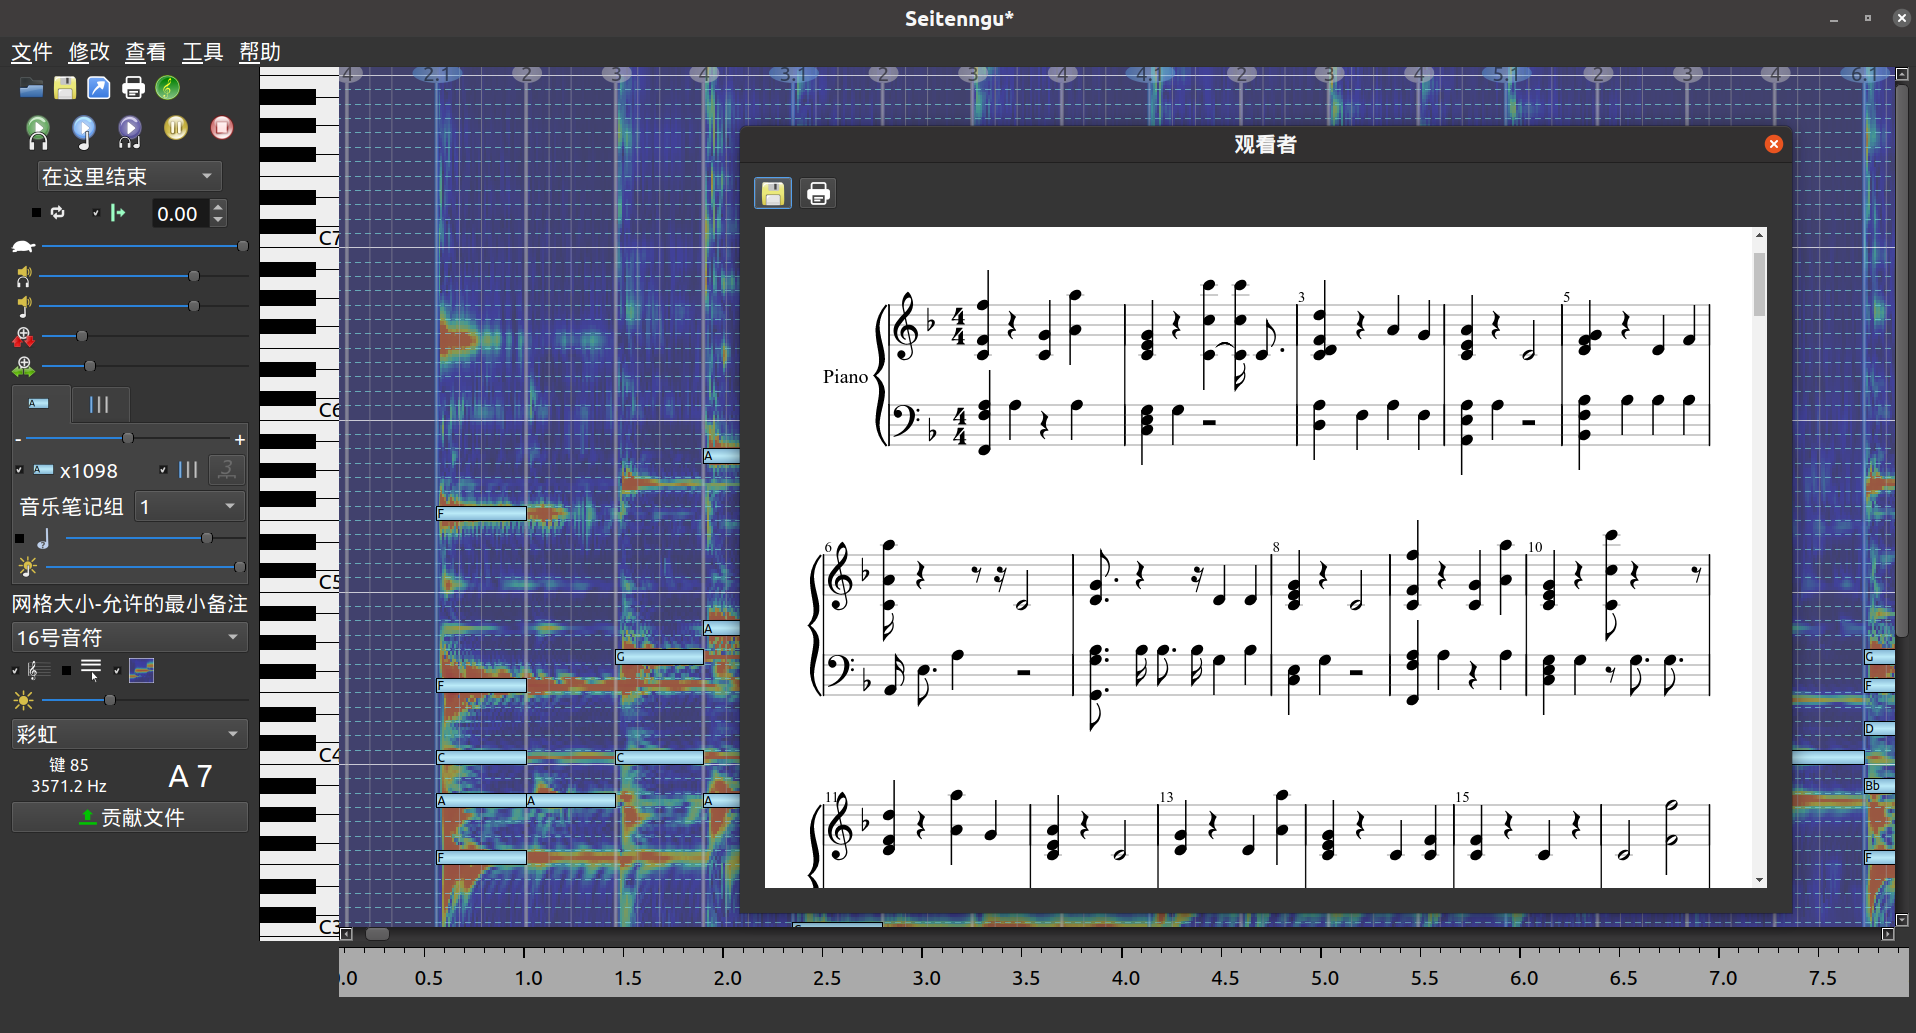 Seitenngu*
文件 修改 查看 工具 帮助
4 2.1 2 3 4 3.1 2 3 4 4.1 2 3 4 5.1 2 3 4 6.1
在这里结束
0.00
A
- +
A x1098 3
音乐笔记组 1
网格大小-允许的最小备注
16号音符
彩虹
键 85
3571.2 Hz
A 7
贡献文件
C7
C6
C5
C4
C3
A
F
A
G
F
C C
A A A
F
G
F
D
Bb
F
观看者
Piano
4 4
4 4
3
5
6
8
10
11
13
15
.0 0.5 1.0 1.5 2.0 2.5 3.0 3.5 4.0 4.5 5.0 5.5 6.0 6.5 7.0 7.5